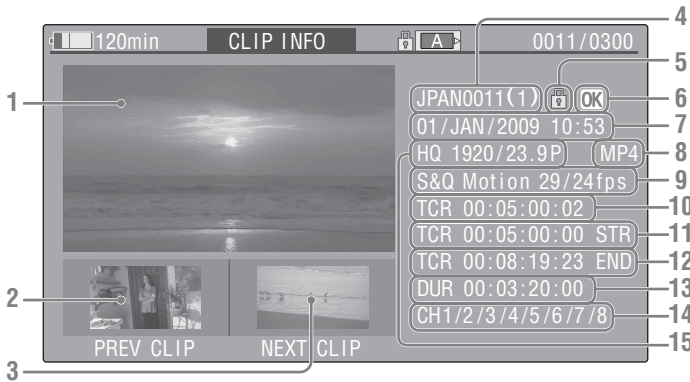 120min CLIP INFO A 0011/0300
JPAN0011(1) OK
01/JAN/2009 10:53
HQ 1920/23.9P MP4
S&Q Motion 29/24fps
TCR 00:05:00:02
TCR 00:05:00:00 STR
TCR 00:08:19:23 END
DUR 00:03:20:00
CH1/2/3/4/5/6/7/8
PREV CLIP NEXT CLIP
1
2
3
4
5
6
7
8
9
10
11
12
13
14
15